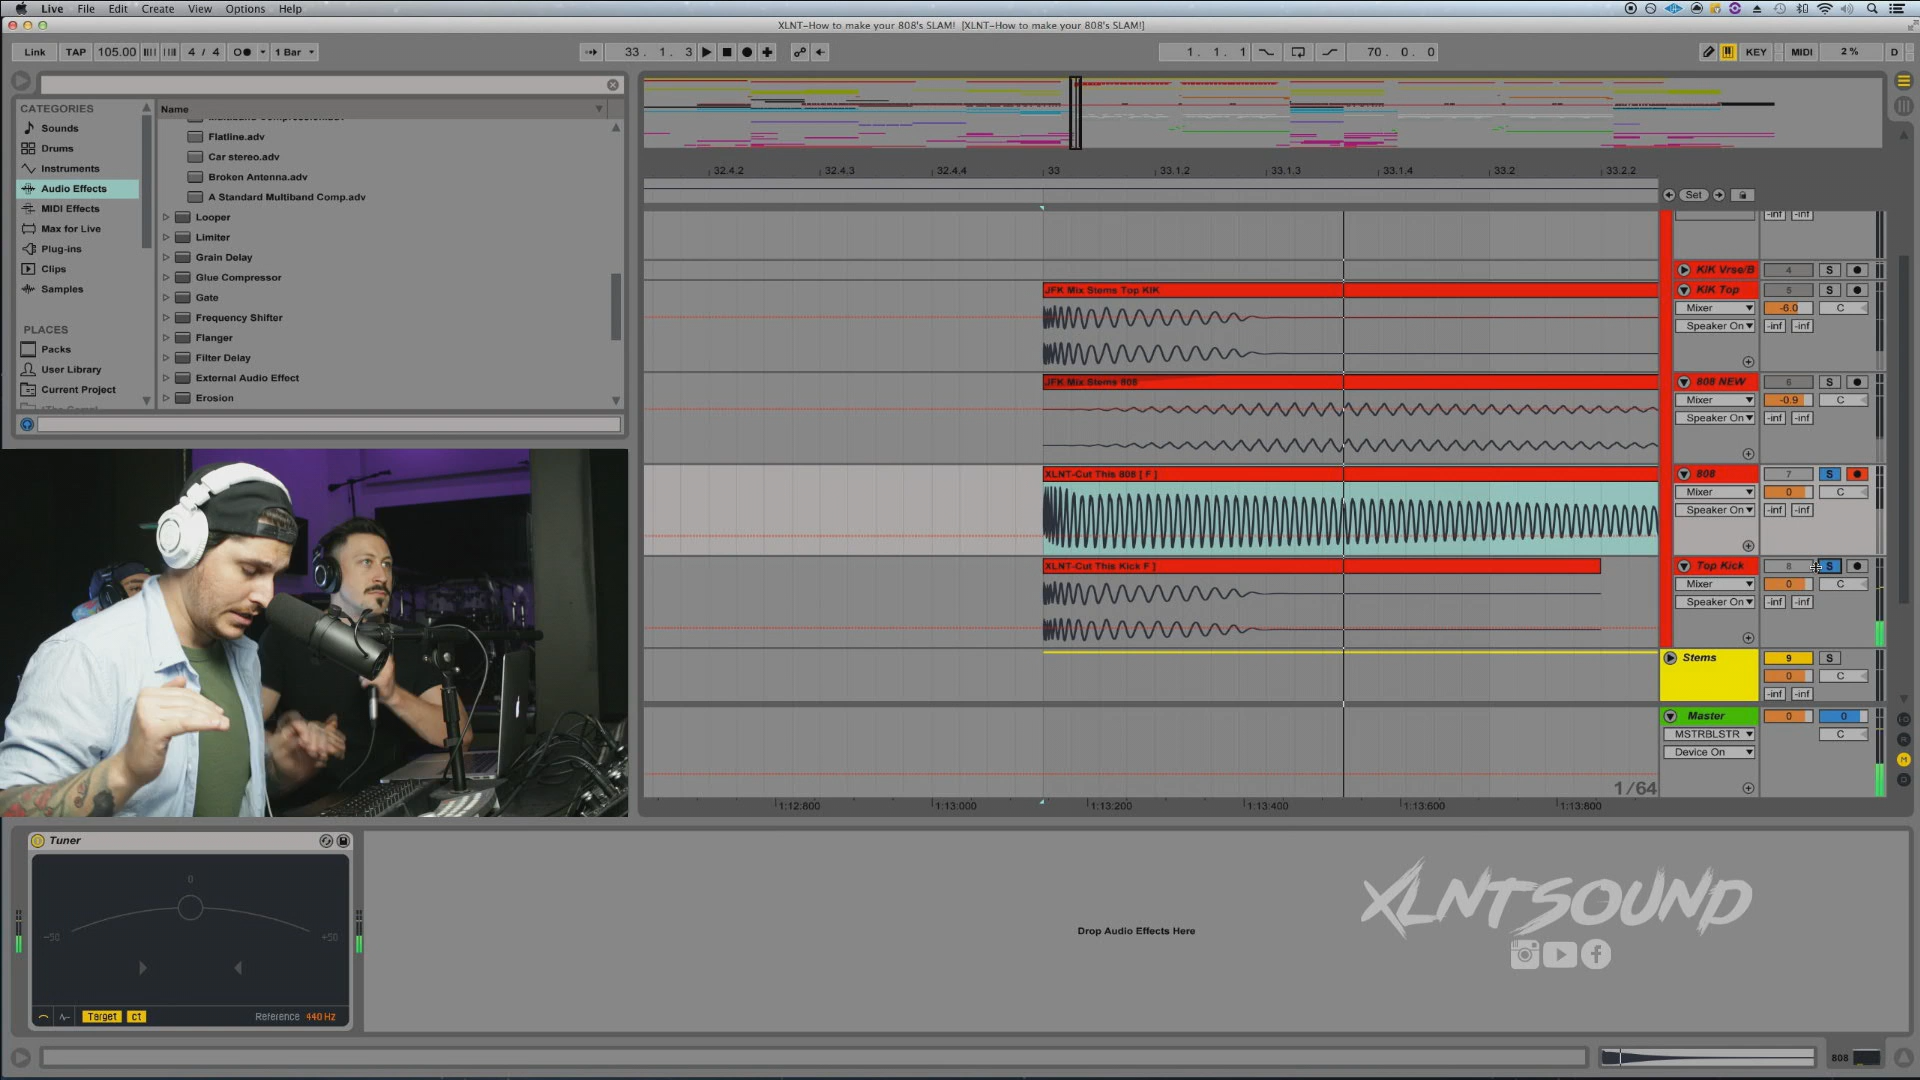 Live File Edit Create View Options Help
XLNT-How to make your 808's SLAM! [XLNT-How to make your 808's SLAM!]
Link TAP 105.00 4 / 4 1 Bar 33. 1. 3 1. 1. 1 70. 0. 0 KEY MIDI 2 % D
CATEGORIES
Sounds
Drums
Instruments
Audio Effects
MIDI Effects
Max for Live
Plug-ins
Clips
Samples
PLACES
Packs
User Library
Current Project
Name
Flatline.adv
Car stereo.adv
Broken Antenna.adv
A Standard Multiband Comp.adv
Looper
Limiter
Grain Delay
Glue Compressor
Gate
Frequency Shifter
Flanger
Filter Delay
External Audio Effect
Erosion
32.4.2 32.4.3 32.4.4 33 33.1.2 33.1.3 33.1.4 33.2 33.2.2
Set
-inf -inf
KIK Vrse/B 4 S
JFK Mix Stems Top KIK
KIK Top 5 S
Mixer -6.0 C
Speaker On -inf -inf
JFK Mix Stems 808
808 NEW 6 S
Mixer -0.9 C
Speaker On -inf -inf
XLNT-Cut This 808 [ F ]
808 7 S
Mixer 0 C
Speaker On -inf -inf
XLNT-Cut This Kick F ]
Top Kick 8 S
Mixer 0 C
Speaker On -inf -inf
Stems 9 S
0 C
-inf -inf
Master 0 0
MSTRBLSTR C
Device On
1/64
1:12:800 1:13:000 1:13:200 1:13:400 1:13:600 1:13:800
Tuner
0
-50 +50
Target ct Reference 440 Hz
Drop Audio Effects Here
XLNTSOUND
808